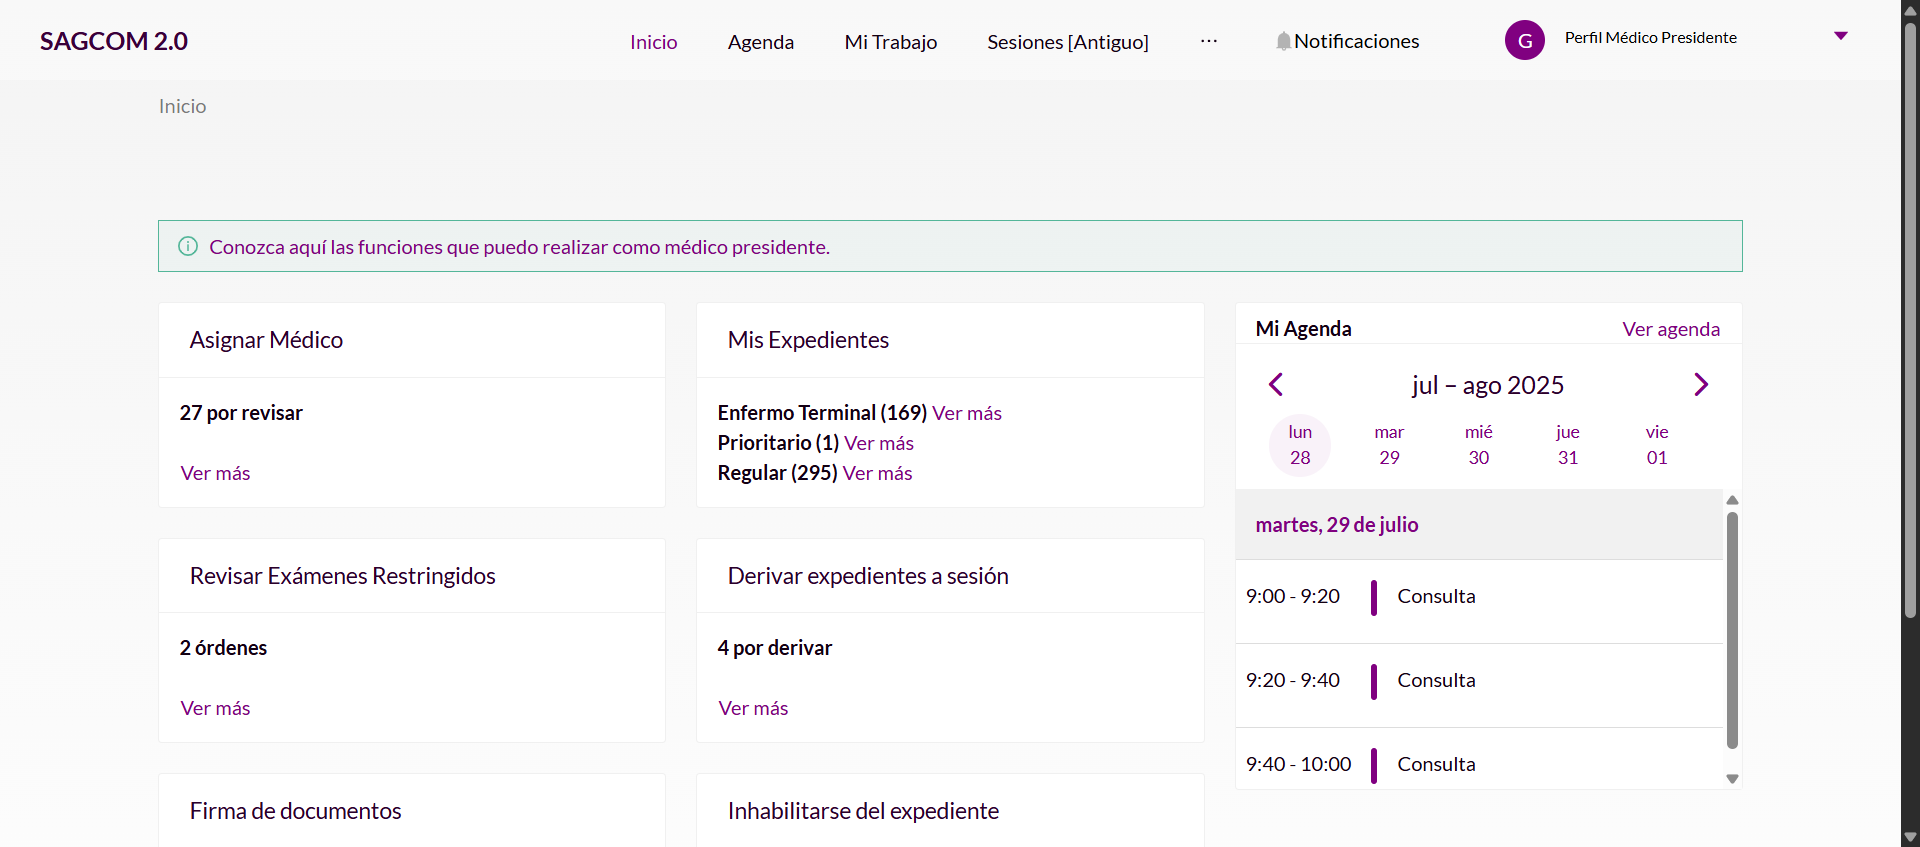 SAGCOM 2.0
Inicio
Agenda
Mi Trabajo
Sesiones [Antiguo]
...
Notificaciones
G
Perfil Médico Presidente
Inicio
Conozca aquí las funciones que puedo realizar como médico presidente.
Asignar Médico
27 por revisar
Ver más
Mis Expedientes
Enfermo Terminal (169) Ver más
Prioritario (1) Ver más
Regular (295) Ver más
Revisar Exámenes Restringidos
2 órdenes
Ver más
Derivar expedientes a sesión
4 por derivar
Ver más
Firma de documentos
Inhabilitarse del expediente
Mi Agenda
Ver agenda
jul – ago 2025
lun mar mié jue vie
28 29 30 31 01
martes, 29 de julio
9:00 - 9:20 Consulta
9:20 - 9:40 Consulta
9:40 - 10:00 Consulta